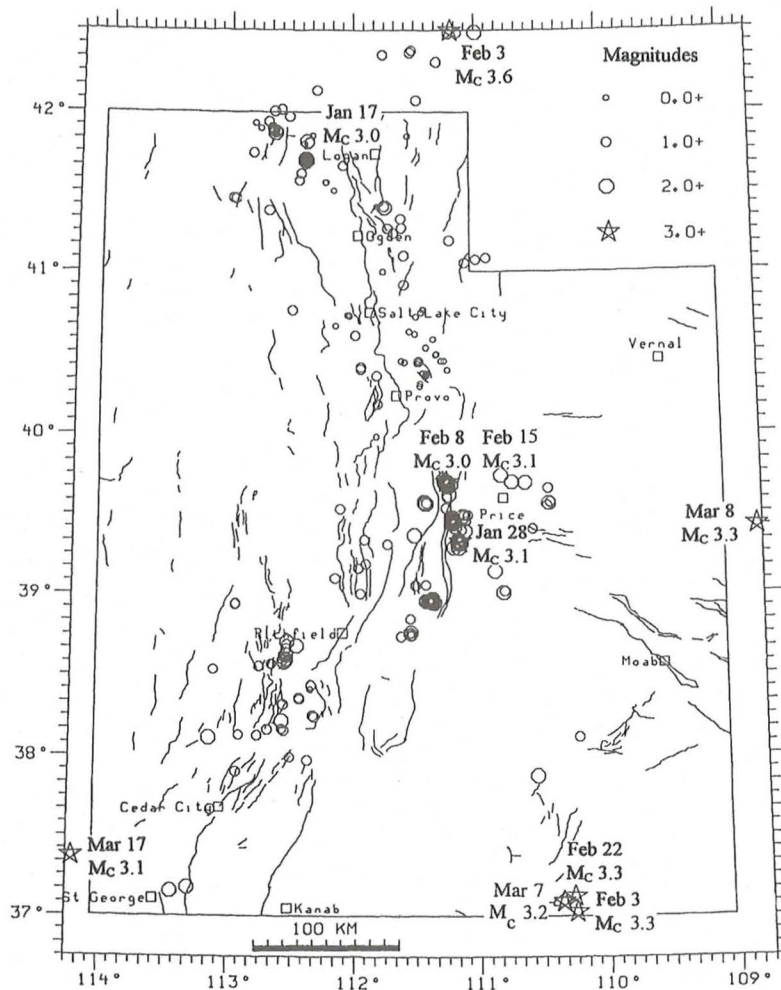 Feb 3
Mc 3.6
Magnitudes
0.0+
1.0+
2.0+
3.0+
42°
Jan 17
Mc 3.0
Logan
Ogden
41°
Salt Lake City
Vernal
Provo
40°
Feb 8
Mc 3.0
Feb 15
Mc 3.1
Price
Mar 8
Mc 3.3
Jan 28
Mc 3.1
39°
Richfield
Moab
38°
Cedar City
Mar 17
Mc 3.1
Feb 22
Mc 3.3
St George
Mar 7
Mc 3.2
Feb 3
Mc 3.3
37°
Kanab
100 KM
114°
113°
112°
111°
110°
109°